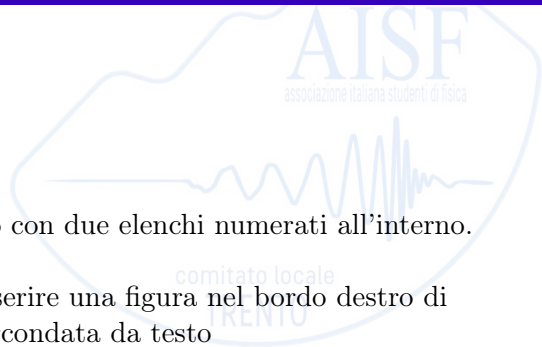 AISF
associazione italiana studenti di fisica
con due elenchi numerati all'interno.
comitato locale
serire una figura nel bordo destro di
TRENTO
rcondata da testo